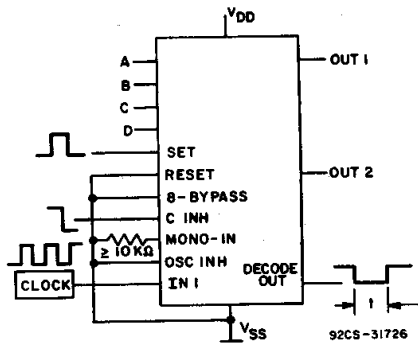 VDD
A
B
C
D
SET
RESET
8-BYPASS
C INH
MONO-IN
≥ 10 KΩ
OSC INH
IN 1
CLOCK
OUT 1
OUT 2
DECODE
OUT
t
VSS
92CS-31726